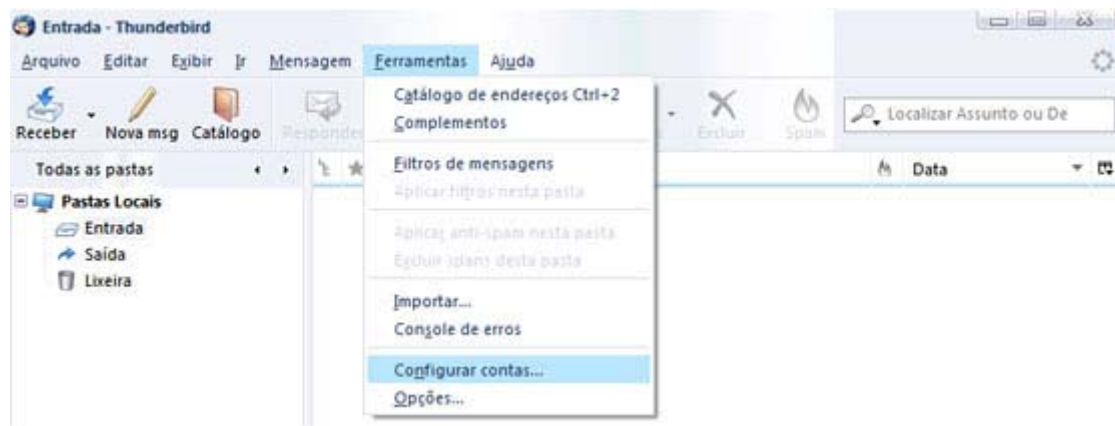 Entrada - Thunderbird
Arquivo Editar Exibir Ir Mensagem Ferramentas Ajuda
Receber Nova msg Catálogo Responder Excluir Spam Localizar Assunto ou De
Catálogo de endereços Ctrl+2
Complementos
Filtros de mensagens
Aplicar filtros nesta pasta
Aplicar anti-spam nesta pasta
Excluir spans desta pasta
Importar...
Console de erros
Configurar contas...
Opções...
Todas as pastas
Data
Pastas Locais
Entrada
Saída
Lixeira